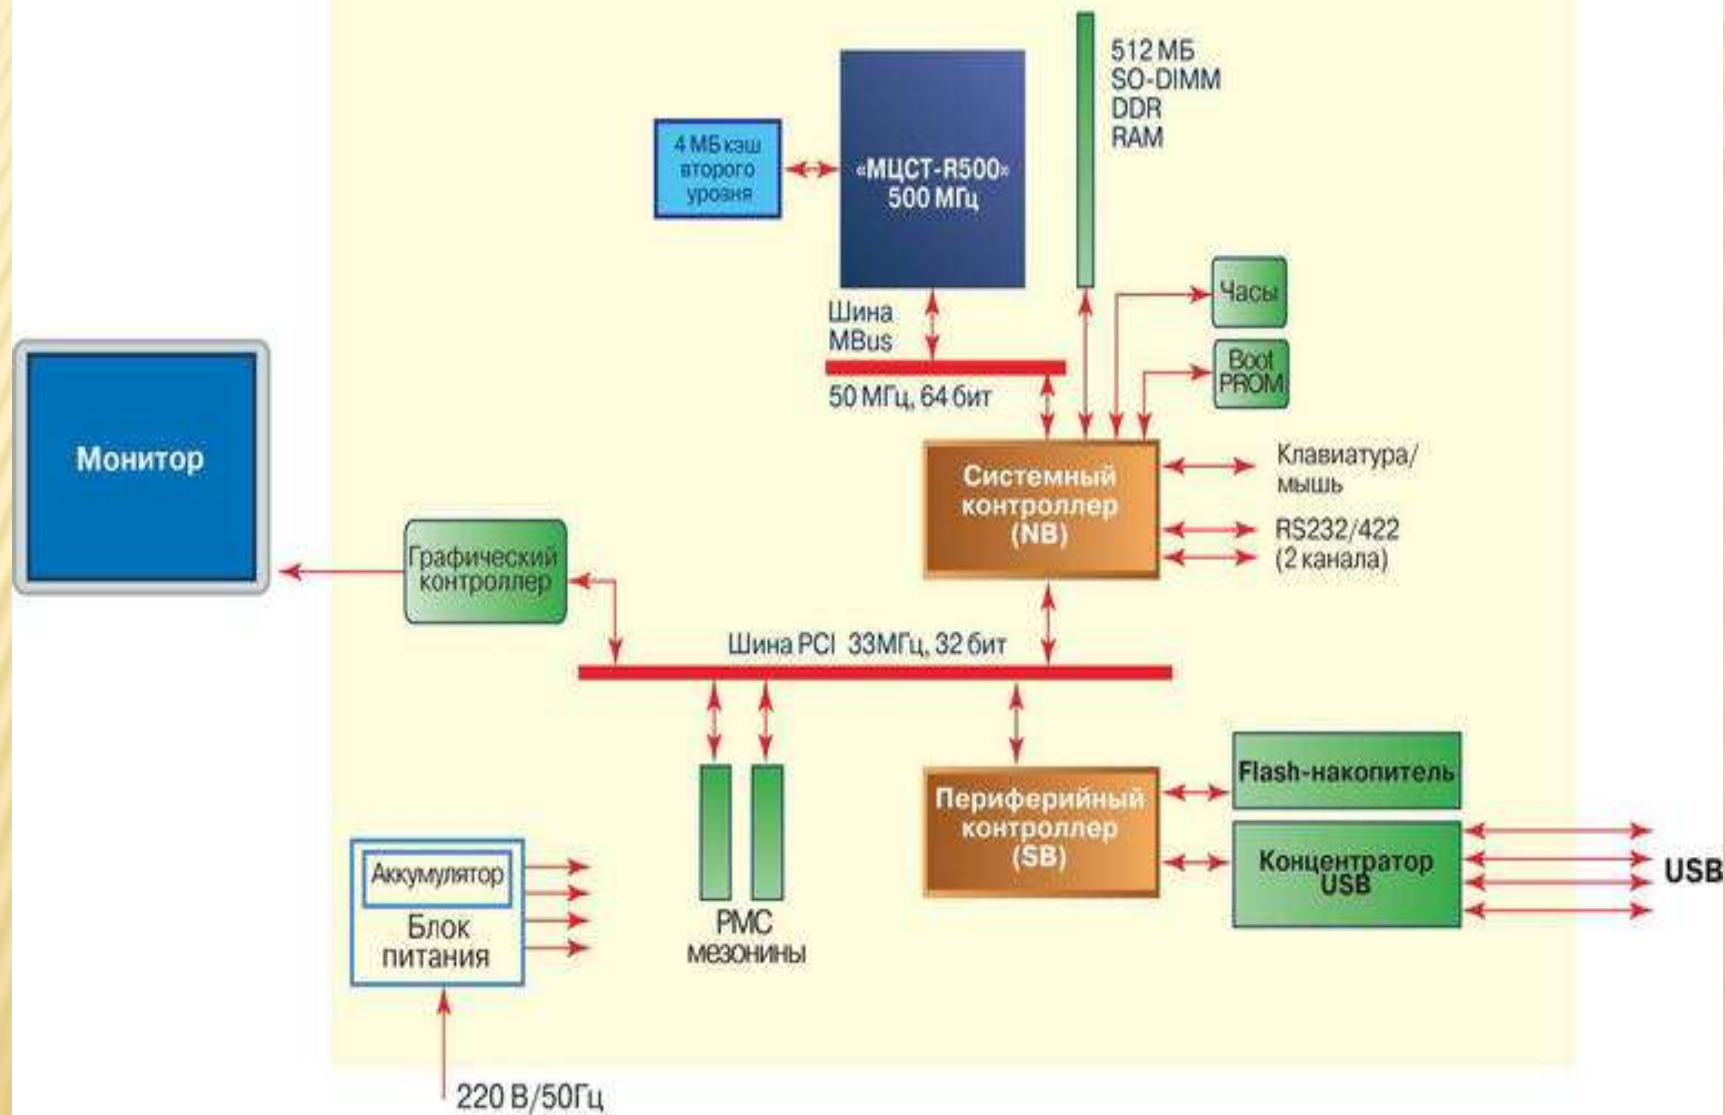 512 МБ
SO-DIMM
DDR
RAM
4 МБ кэш
второго
уровня
«МЦСТ-R500»
500 МГц
Часы
Шина
MBus
Boot
PROM
50 МГц, 64 бит
Монитор
Системный
контроллер
(NB)
Клавиатура/
мышь
RS232/422
(2 канала)
Графический
контроллер
Шина PCI 33МГц, 32 бит
Flash-накопитель
Периферийный
контроллер
(SB)
Концентратор
USB
USB
Аккумулятор
Блок
питания
PMC
мезонины
220 В/50Гц